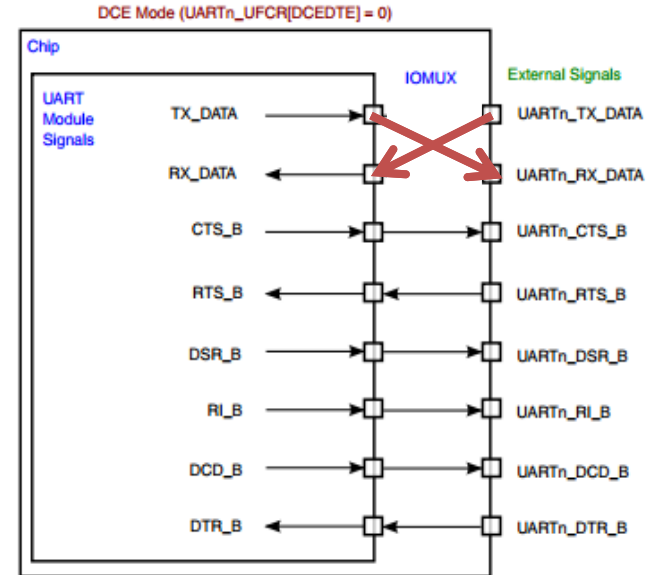 DCE Mode (UARTn_UFCR[DCEDTE] = 0)
Chip
IOMUX
External Signals
UART
Module
Signals
TX_DATA
UARTn_TX_DATA
RX_DATA
UARTn_RX_DATA
CTS_B
UARTn_CTS_B
RTS_B
UARTn_RTS_B
DSR_B
UARTn_DSR_B
RI_B
UARTn_RI_B
DCD_B
UARTn_DCD_B
DTR_B
UARTn_DTR_B